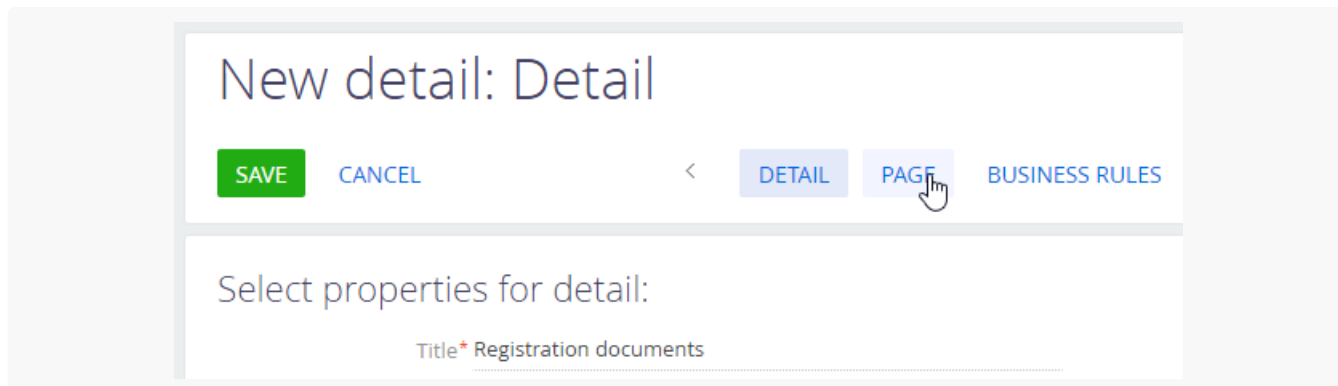 New detail: Detail
SAVE CANCEL < DETAIL PAGE BUSINESS RULES
Select properties for detail:
Title* Registration documents